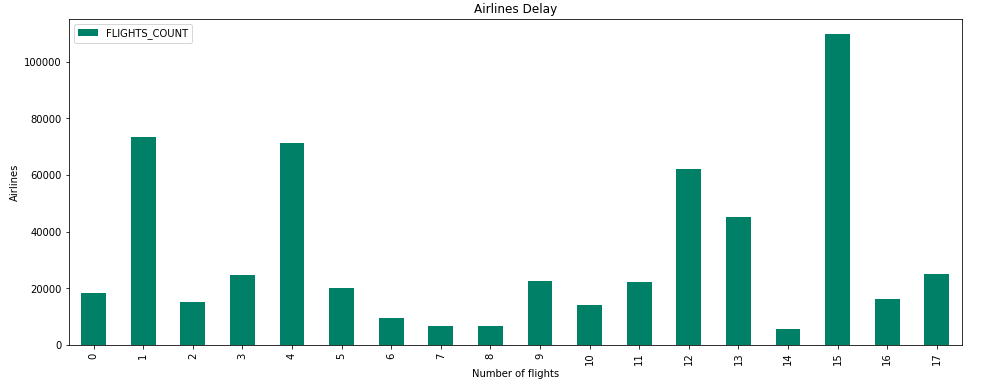 Airlines Delay
FLIGHTS_COUNT
100000
80000
60000
40000
20000
0
Airlines
0 1 2 3 4 5 6 7 8 9 10 11 12 13 14 15 16 17
Number of flights